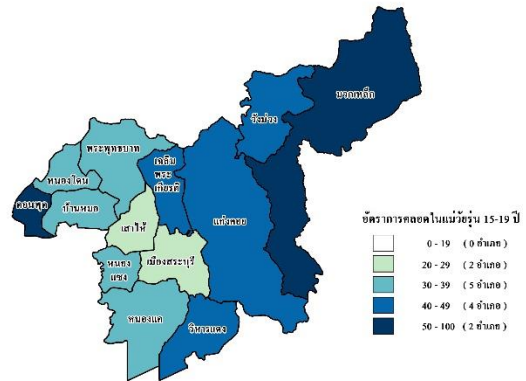 มวกเหล็ก
วังม่วง
พระพุทธบาท
เฉลิม
พระ
เกียรติ
หนองโดน
ดอนพุด
บ้านหมอ
แก่งคอย
เสาไห้
หนอง
แซง
เมืองสระบุรี
หนองแค
วิหารแดง
อัตราการคลอดในแม่วัยรุ่น 15-19 ปี
0 - 19 ( 0 อำเภอ )
20 - 29 ( 2 อำเภอ )
30 - 39 ( 5 อำเภอ )
40 - 49 ( 4 อำเภอ )
50 - 100 ( 2 อำเภอ )